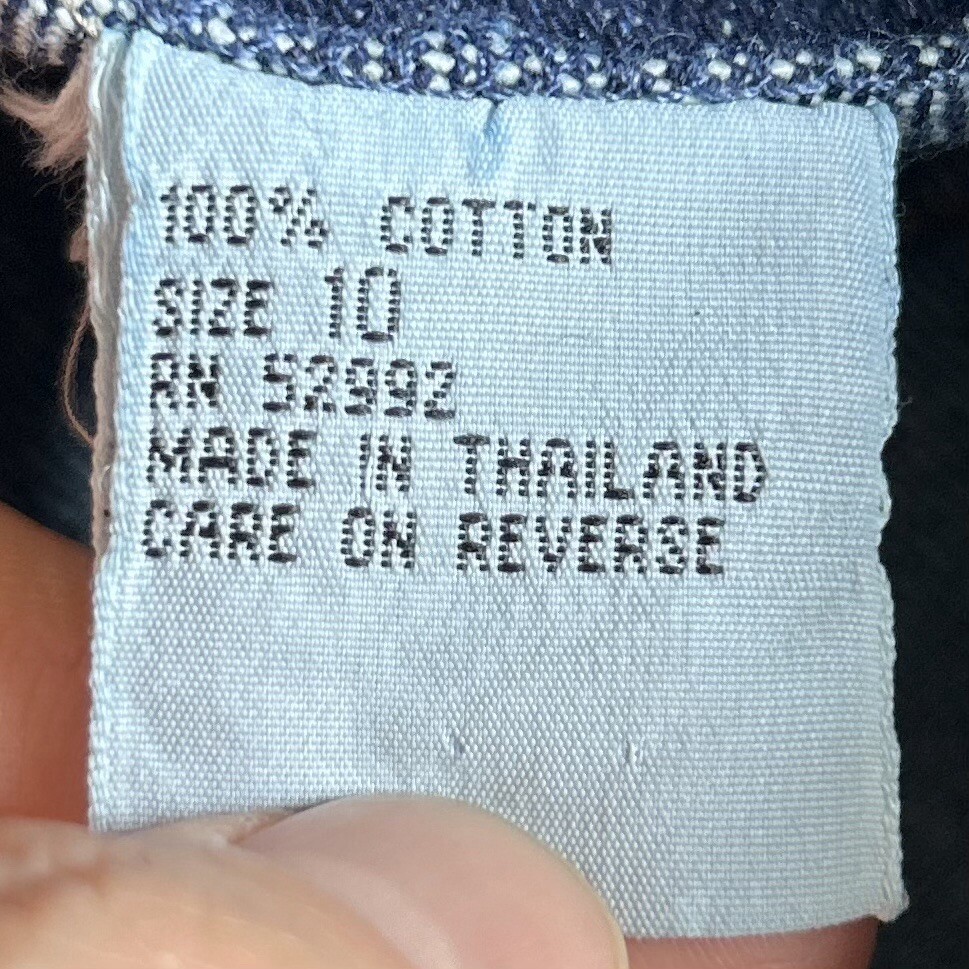 100% COTTON
SIZE 10
RN 52992
MADE IN THAILAND
CARE ON REVERSE